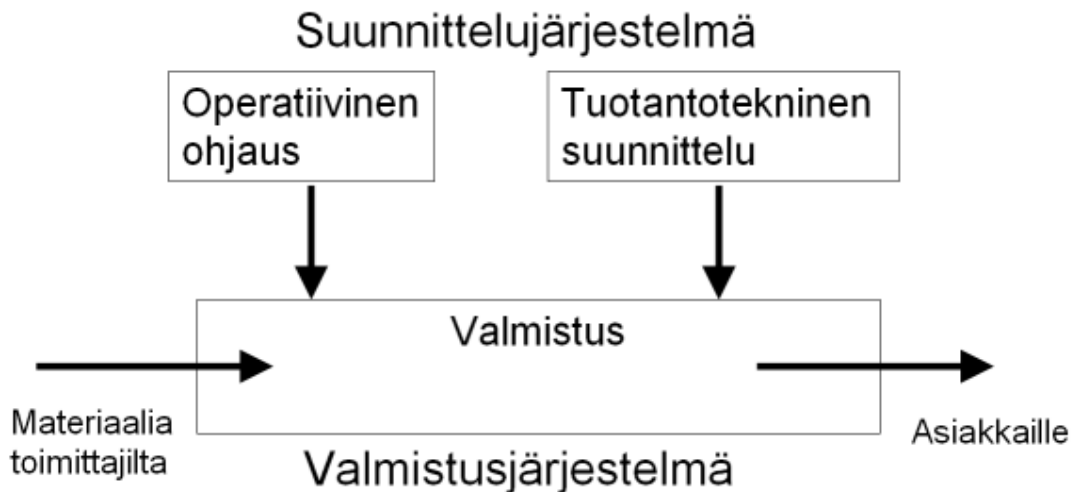 Suunnittelujärjestelmä
Operatiivinen
ohjaus
Tuotantotekninen
suunnittelu
Valmistus
Materiaalia
toimittajilta
Asiakkaille
Valmistusjärjestelmä